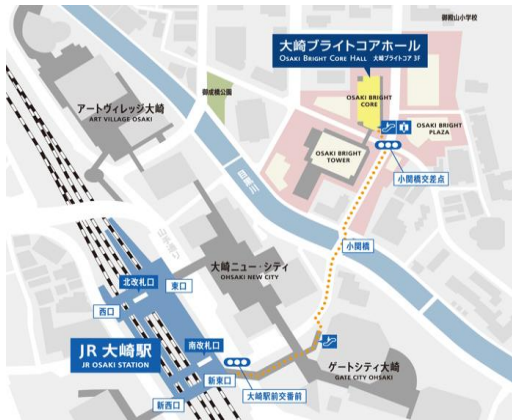 御殿山小学校
大崎ブライトコアホール
OSAKI BRIGHT CORE HALL 大崎ブライトコア 3F
アートヴィレッジ大崎
ART VILLAGE OSAKI
御成橋公園
OSAKI BRIGHT
CORE
OSAKI BRIGHT
PLAZA
OSAKI BRIGHT
TOWER
小関橋交差点
目黒川
小関橋
山手通り
大崎ニュー・シティ
OHSAKI NEW CITY
北改札口
東口
西口
JR 大崎駅
JR OSAKI STATION
南改札口
新東口
新西口
大崎駅前交番前
ゲートシティ大崎
GATE CITY OHSAKI